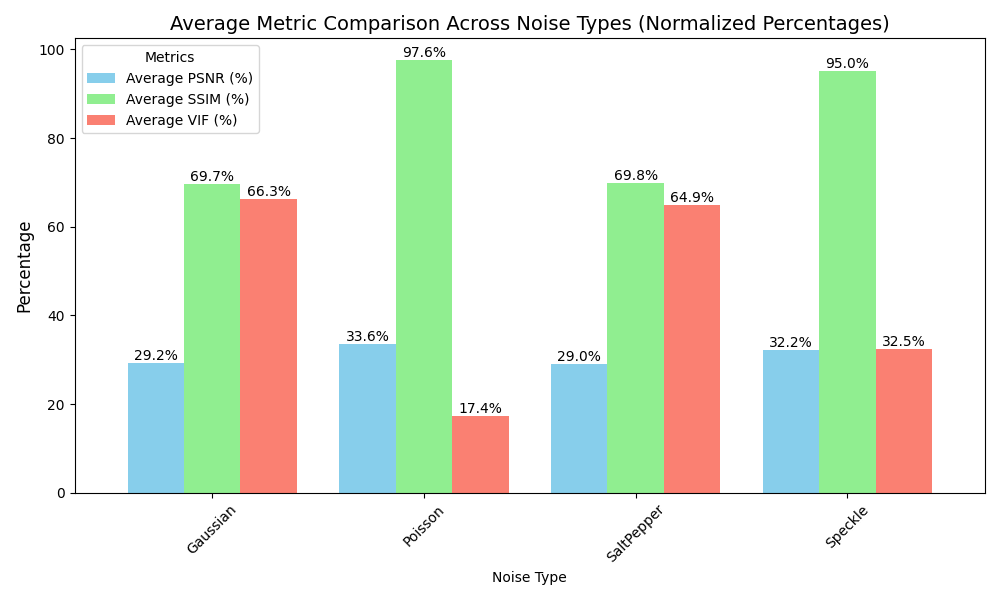 Average Metric Comparison Across Noise Types (Normalized Percentages)
Metrics
Average PSNR (%)
Average SSIM (%)
Average VIF (%)
Percentage
100
80
60
40
20
0
29.2%
69.7%
66.3%
33.6%
97.6%
17.4%
29.0%
69.8%
64.9%
32.2%
95.0%
32.5%
Gaussian
Poisson
SaltPepper
Speckle
Noise Type